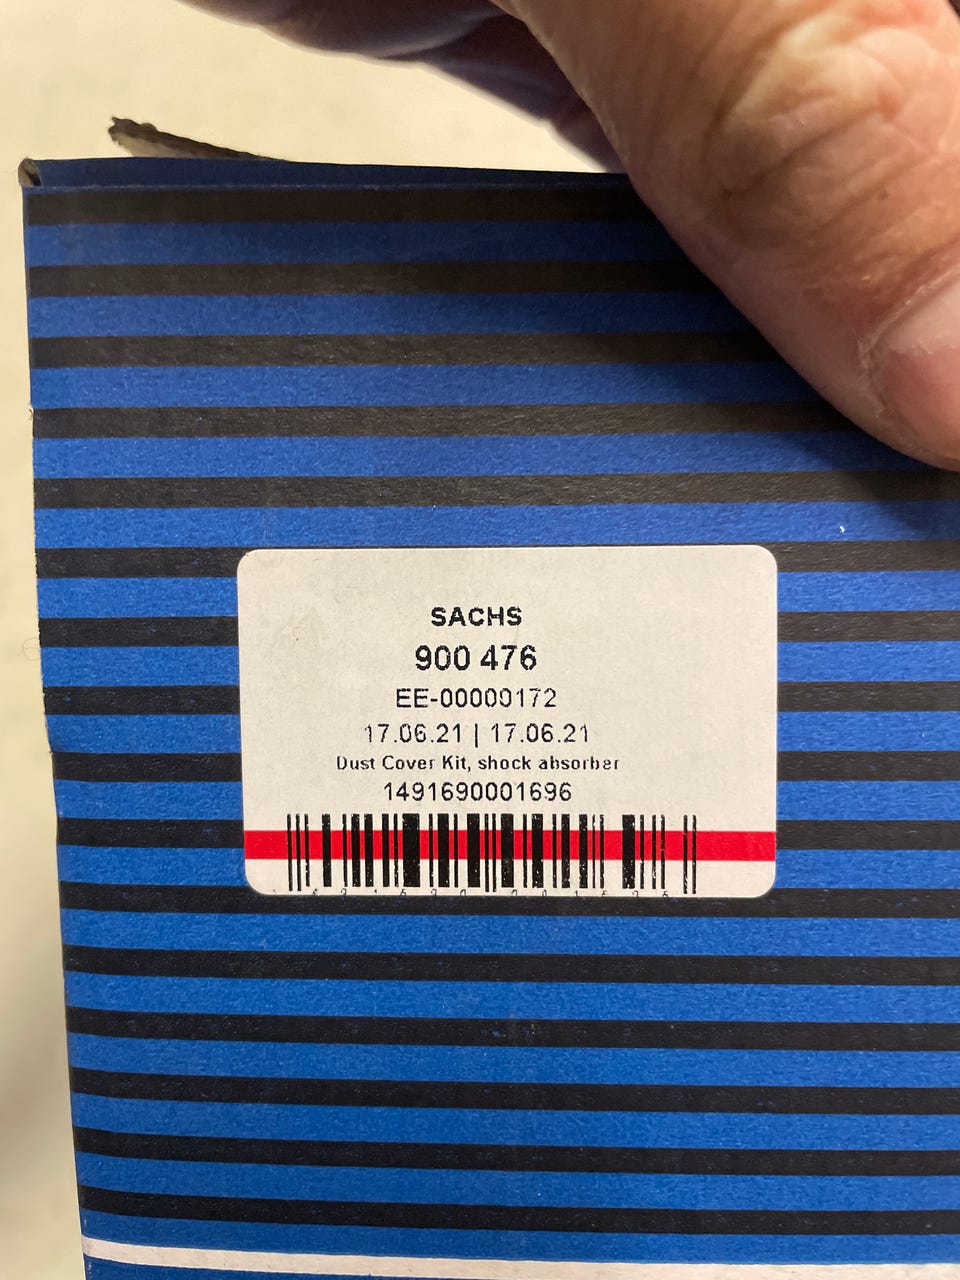 SACHS
900 476
EE-00000172
17.06.21 | 17.06.21
Dust Cover Kit, shock absorber
1491690001696